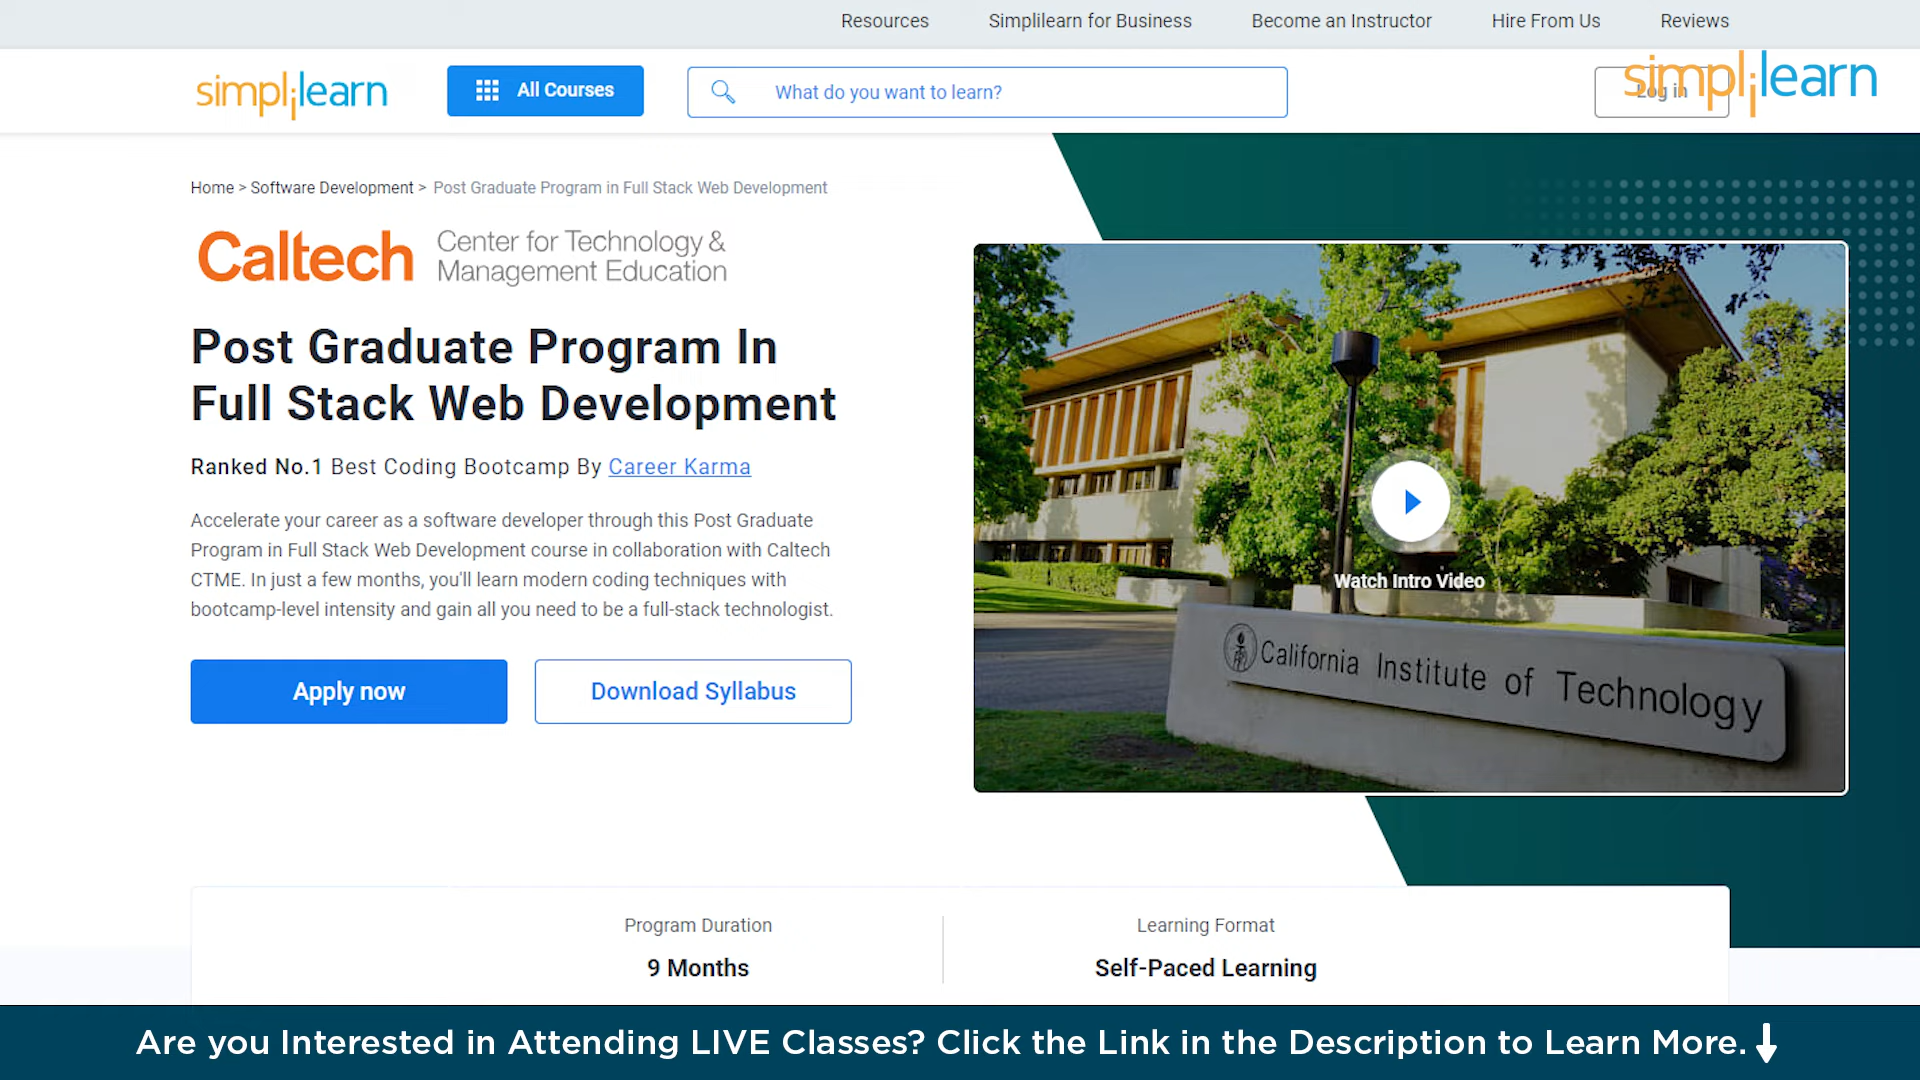 Resources Simplilearn for Business Become an Instructor Hire From Us Reviews
simplilearn All Courses What do you want to learn? Log in simplilearn
Home > Software Development > Post Graduate Program in Full Stack Web Development
Caltech Center for Technology &
Management Education
Post Graduate Program In
Full Stack Web Development
Ranked No.1 Best Coding Bootcamp By Career Karma
Accelerate your career as a software developer through this Post Graduate
Program in Full Stack Web Development course in collaboration with Caltech
CTME. In just a few months, you'll learn modern coding techniques with
bootcamp-level intensity and gain all you need to be a full-stack technologist.
Apply now Download Syllabus
Watch Intro Video
California Institute of Technology
Program Duration Learning Format
9 Months Self-Paced Learning
Are you Interested in Attending LIVE Classes? Click the Link in the Description to Learn More.